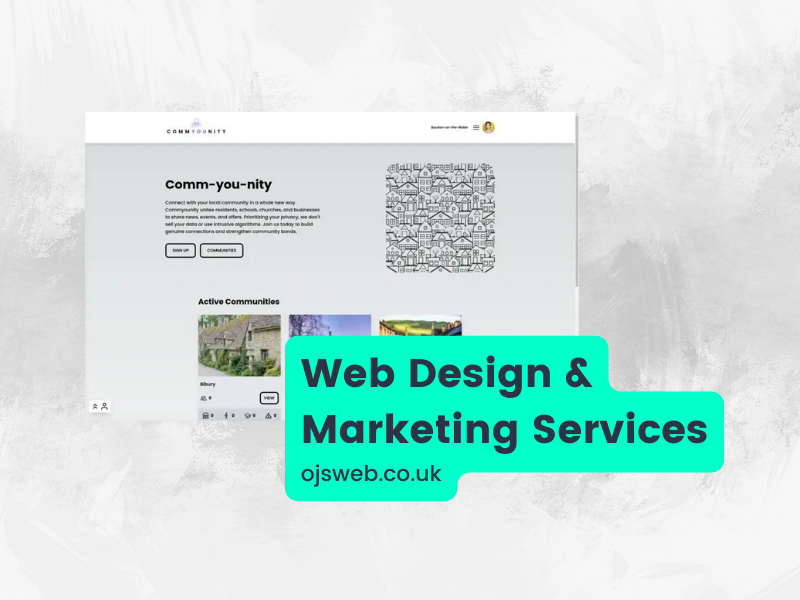 COMMYOUNITY
Bourton-on-the-Water
Comm-you-nity
Connect with your local community in a whole new way.
Commyounity unites residents, schools, churches, and businesses
to share news, events, and offers. Prioritizing your privacy, we don't
sell your data or use intrusive algorithms. Join us today to build
genuine connections and strengthen community bonds.
SIGN UP
COMMUNITIES
Active Communities
Bibury
0
VIEW
0 0 0 0
Web Design &
Marketing Services
ojsweb.co.uk